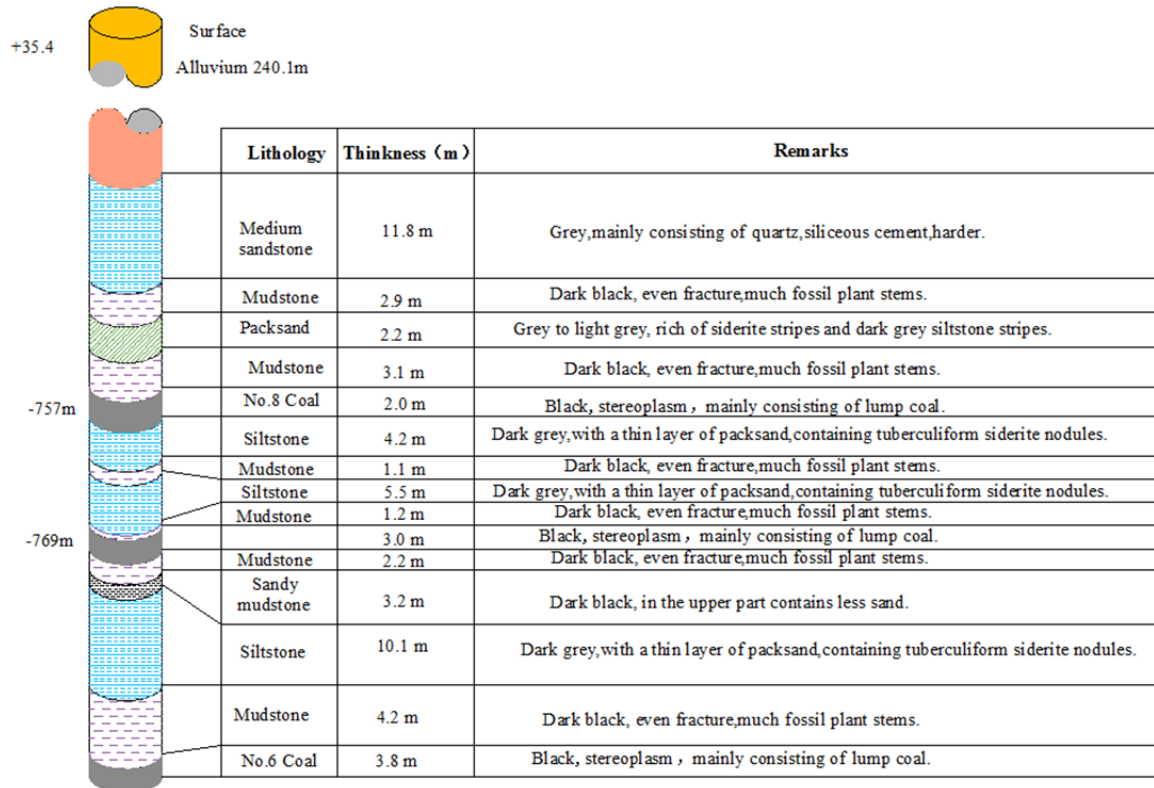 +35.4
Surface
Alluvium 240.1m
Lithology Thinkness（m） Remarks
Medium sandstone 11.8 m Grey,mainly consisting of quartz,siliceous cement,harder.
Mudstone 2.9 m Dark black, even fracture,much fossil plant stems.
Packsand 2.2 m Grey to light grey, rich of siderite stripes and dark grey siltstone stripes.
Mudstone 3.1 m Dark black, even fracture,much fossil plant stems.
-757m
No.8 Coal 2.0 m Black, stereoplasm，mainly consisting of lump coal.
Siltstone 4.2 m Dark grey,with a thin layer of packsand,containing tuberculiform siderite nodules.
Mudstone 1.1 m Dark black, even fracture,much fossil plant stems.
Siltstone 5.5 m Dark grey,with a thin layer of packsand,containing tuberculiform siderite nodules.
Mudstone 1.2 m Dark black, even fracture,much fossil plant stems.
-769m
3.0 m Black, stereoplasm，mainly consisting of lump coal.
Mudstone 2.2 m Dark black, even fracture,much fossil plant stems.
Sandy mudstone 3.2 m Dark black, in the upper part contains less sand.
Siltstone 10.1 m Dark grey,with a thin layer of packsand,containing tuberculiform siderite nodules.
Mudstone 4.2 m Dark black, even fracture,much fossil plant stems.
No.6 Coal 3.8 m Black, stereoplasm，mainly consisting of lump coal.